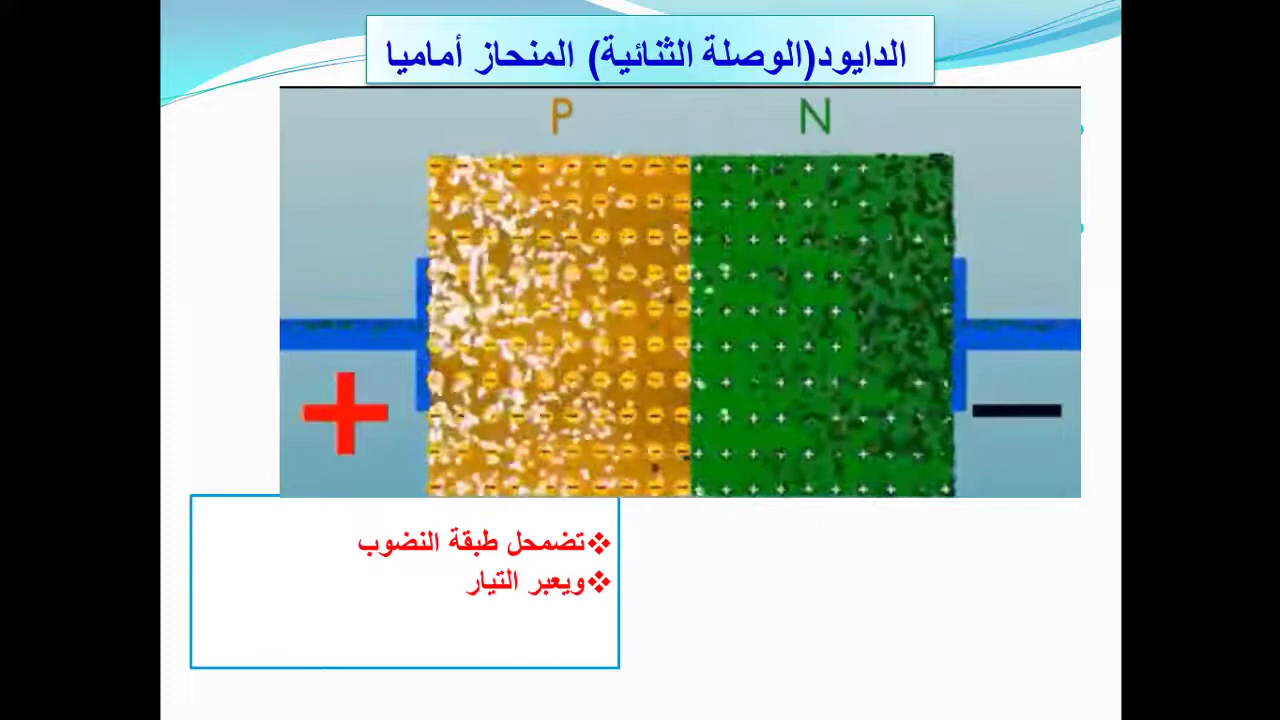 الدايود(الوصلة الثنائية) المنحاز أماميا
P N
+ −
❖تضمحل طبقة النضوب
❖ويعبر التيار